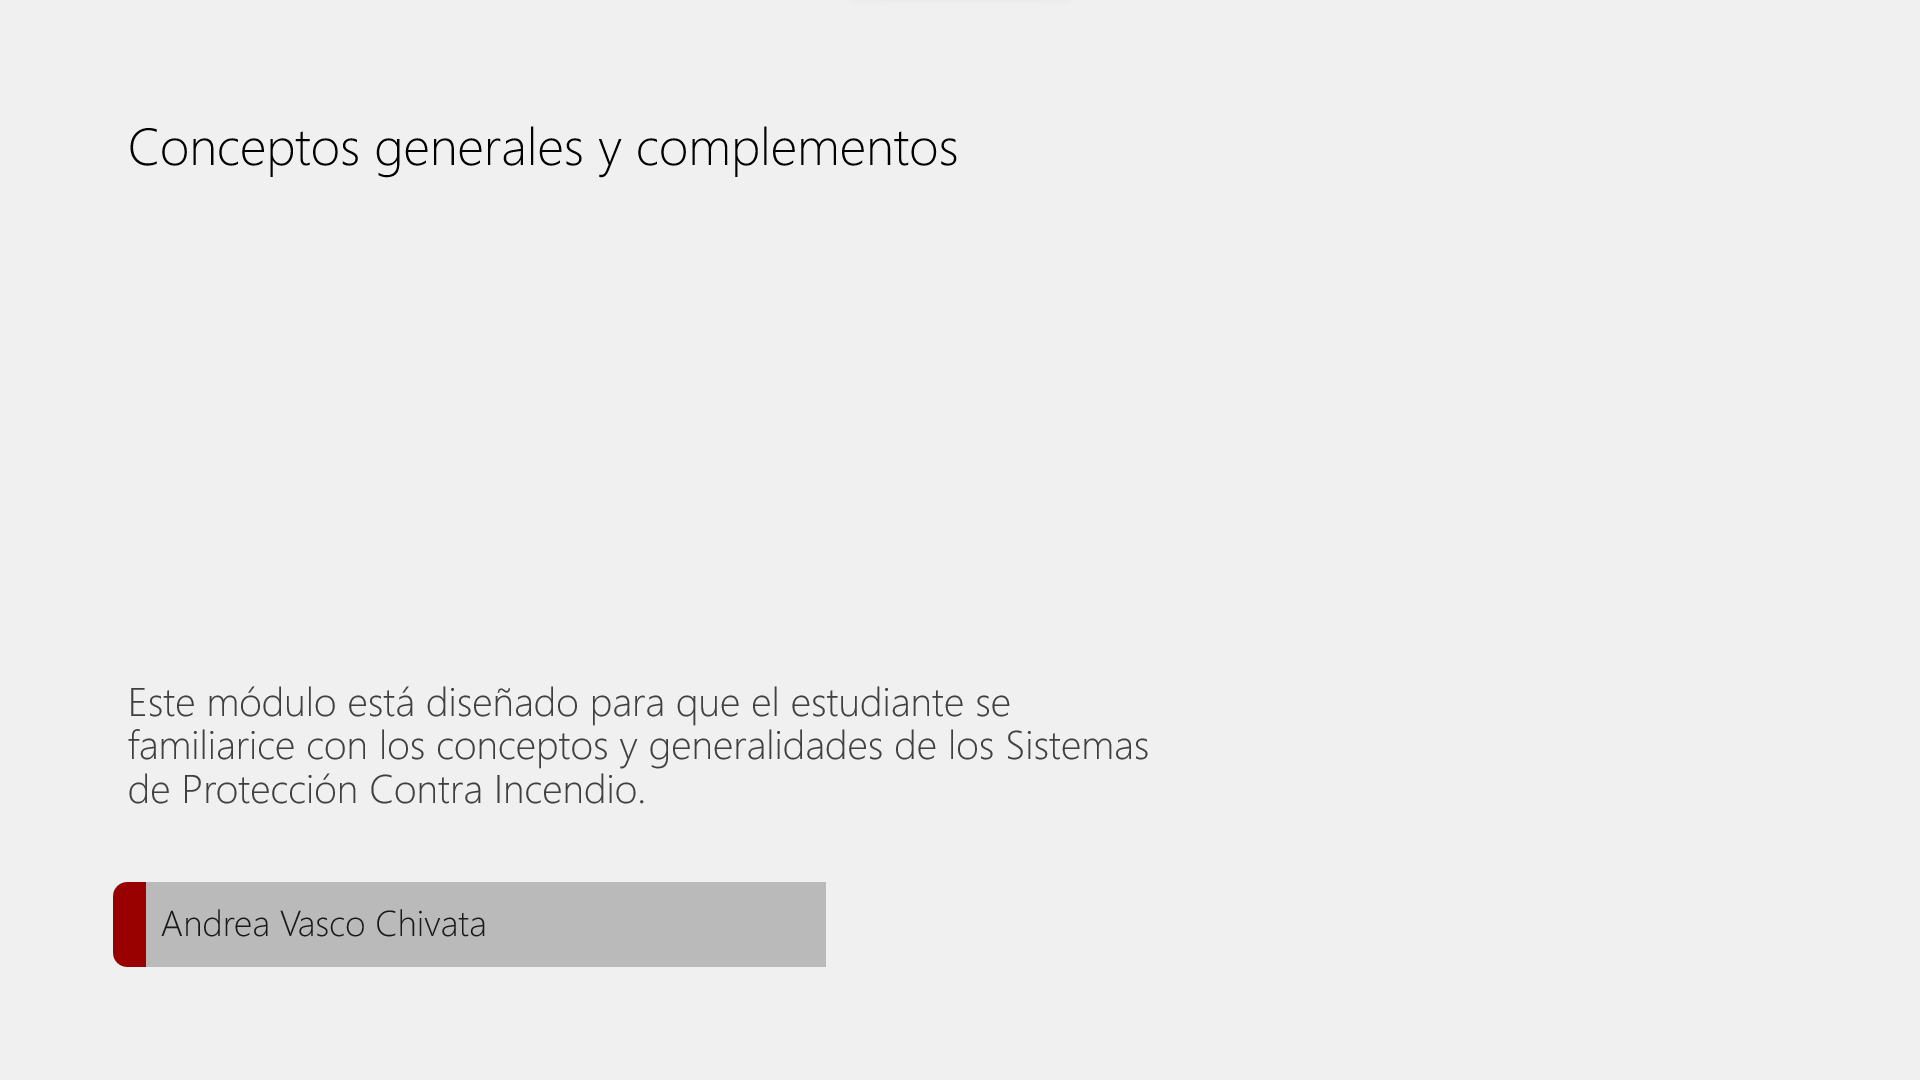 Conceptos generales y complementos
Este módulo está diseñado para que el estudiante se
familiarice con los conceptos y generalidades de los Sistemas
de Protección Contra Incendio.
Andrea Vasco Chivata